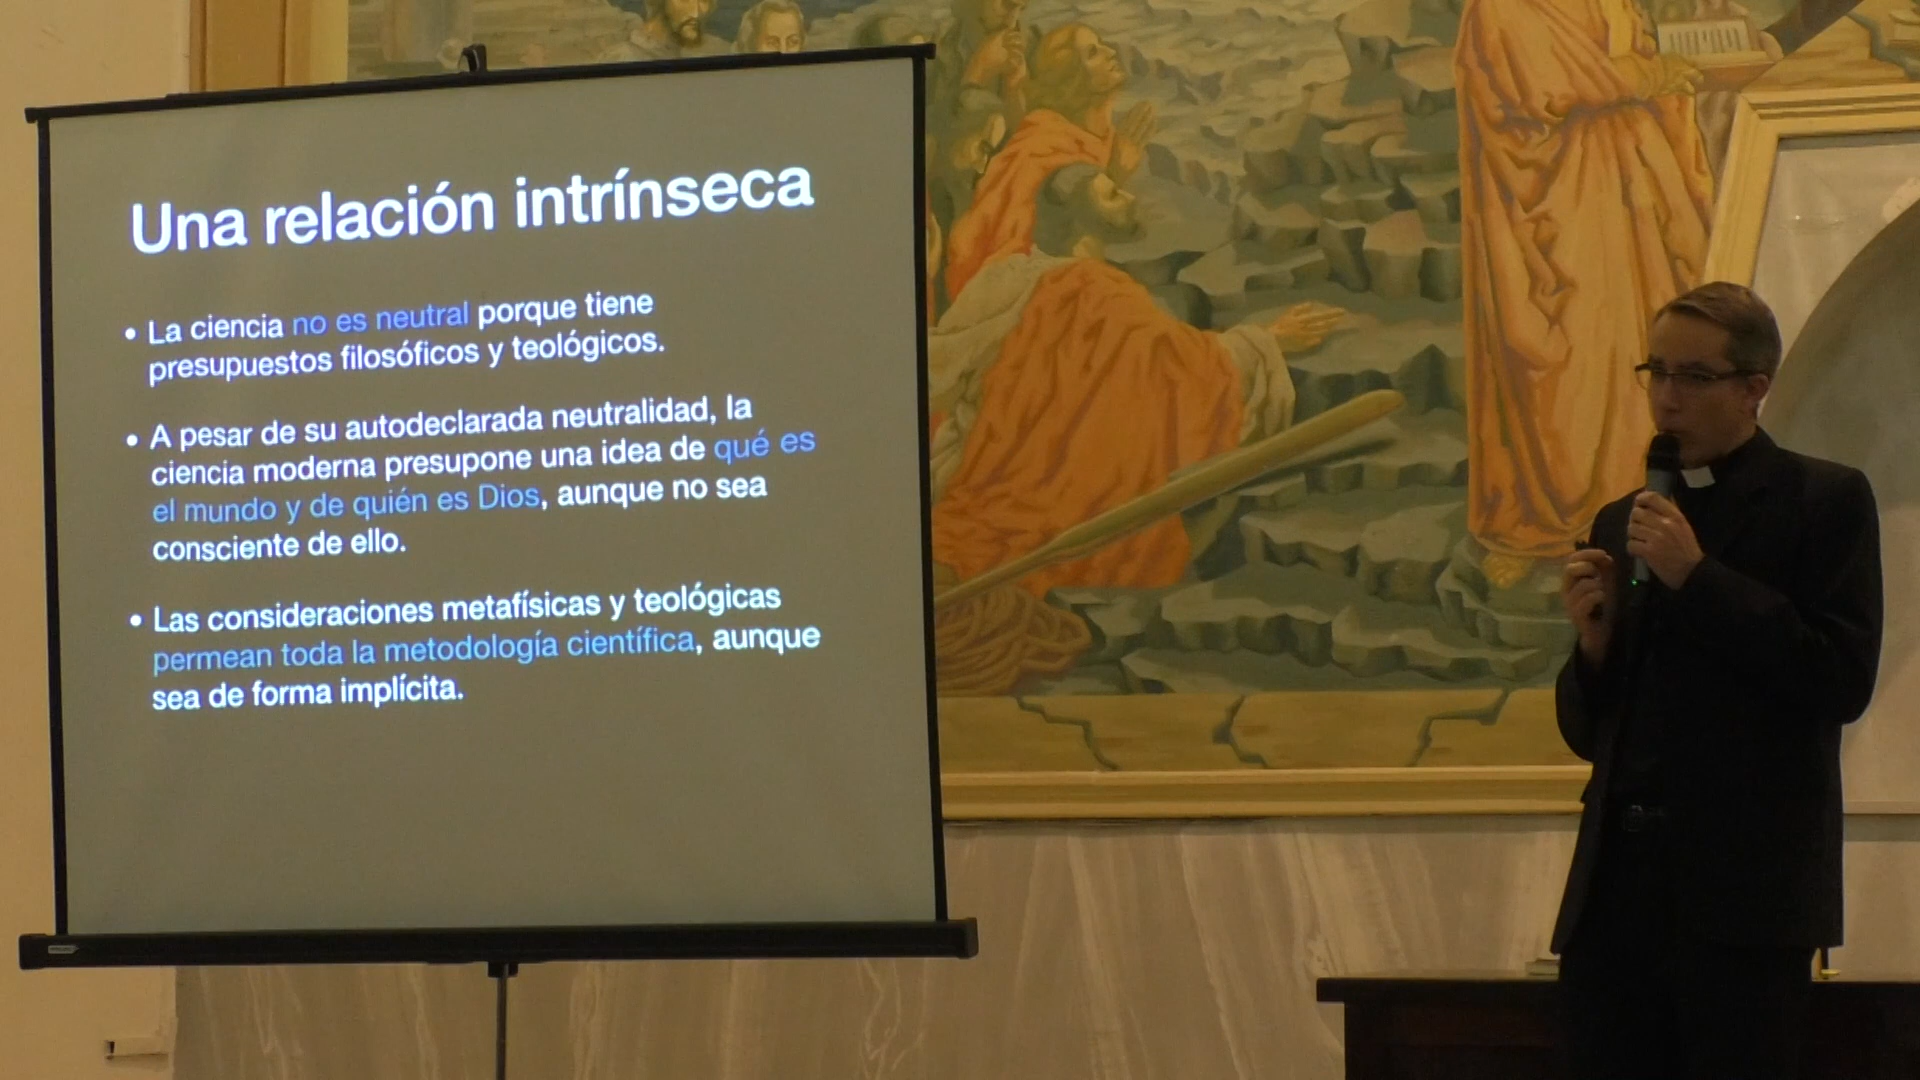 Una relación intrínseca
• La ciencia no es neutral porque tiene
presupuestos filosóficos y teológicos.
• A pesar de su autodeclarada neutralidad, la
ciencia moderna presupone una idea de qué es
el mundo y de quién es Dios, aunque no sea
consciente de ello.
• Las consideraciones metafísicas y teológicas
permean toda la metodología científica, aunque
sea de forma implícita.